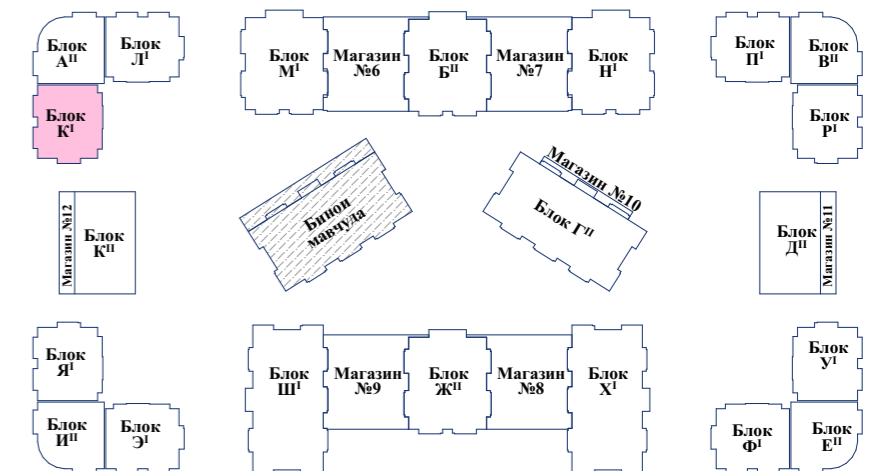 Блок
Аᴵᴵ
Блок
Лᴵ
Блок
Мᴵ
Магазин
№6
Блок
Бᴵᴵ
Магазин
№7
Блок
Нᴵ
Блок
Пᴵ
Блок
Вᴵᴵ
Блок
Кᴵ
Блок
Рᴵ
Магазин №12
Блок
Кᴵᴵ
Бинои
мавчуда
Магазин №10
Блок Гᴵᴵ
Блок
Дᴵᴵ
Магазин №11
Блок
Яᴵ
Блок
Шᴵ
Магазин
№9
Блок
Жᴵᴵ
Магазин
№8
Блок
Хᴵ
Блок
Уᴵ
Блок
Иᴵᴵ
Блок
Эᴵ
Блок
Фᴵ
Блок
Еᴵᴵ